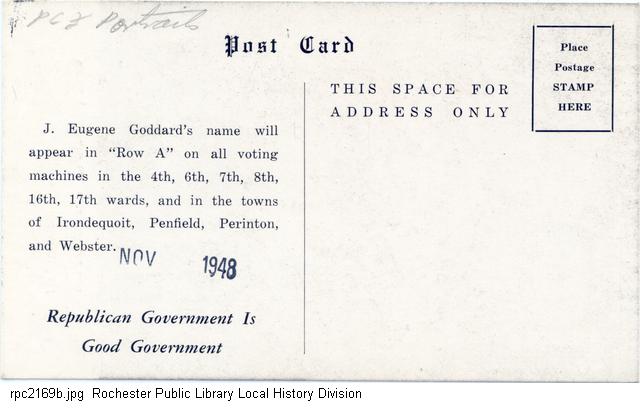 PCZ Portraits
Post Card
Place
Postage
STAMP
HERE
THIS SPACE FOR
ADDRESS ONLY
J. Eugene Goddard's name will
appear in "Row A" on all voting
machines in the 4th, 6th, 7th, 8th,
16th, 17th wards, and in the towns
of Irondequoit, Penfield, Perinton,
and Webster.
NOV 1948
Republican Government Is
Good Government
rpc2169b.jpg Rochester Public Library Local History Division